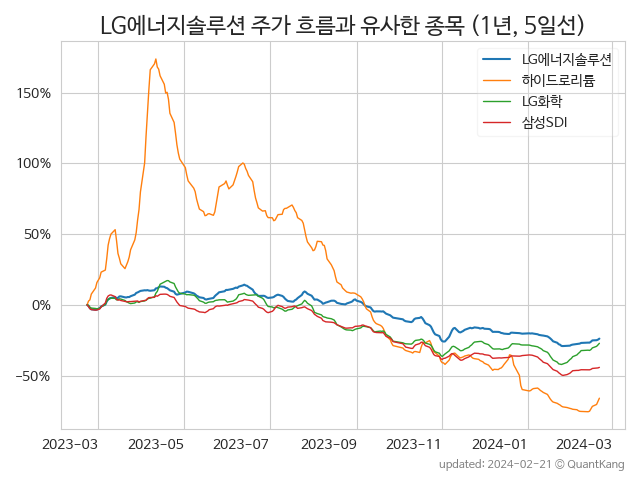 LG에너지솔루션 주가 흐름과 유사한 종목 (1년, 5일선)
LG에너지솔루션
하이드로리튬
LG화학
삼성SDI
150%
100%
50%
0%
−50%
2023-03 2023-05 2023-07 2023-09 2023-11 2024-01 2024-03
updated: 2024-02-21 © QuantKang